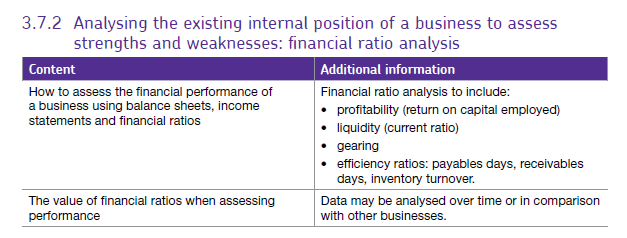 3.7.2 Analysing the existing internal position of a business to assess
strengths and weaknesses: financial ratio analysis
Content
Additional information
How to assess the financial performance of
a business using balance sheets, income
statements and financial ratios
Financial ratio analysis to include:
• profitability (return on capital employed)
• liquidity (current ratio)
• gearing
• efficiency ratios: payables days, receivables
days, inventory turnover.
The value of financial ratios when assessing
performance
Data may be analysed over time or in comparison
with other businesses.